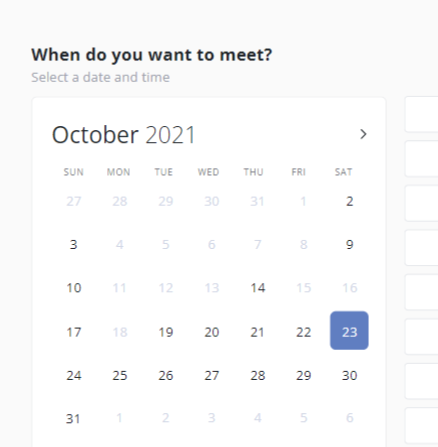 When do you want to meet?
Select a date and time
October 2021 >
SUN MON TUE WED THU FRI SAT
27 28 29 30 31 1 2
3 4 5 6 7 8 9
10 11 12 13 14 15 16
17 18 19 20 21 22 23
24 25 26 27 28 29 30
31 1 2 3 4 5 6